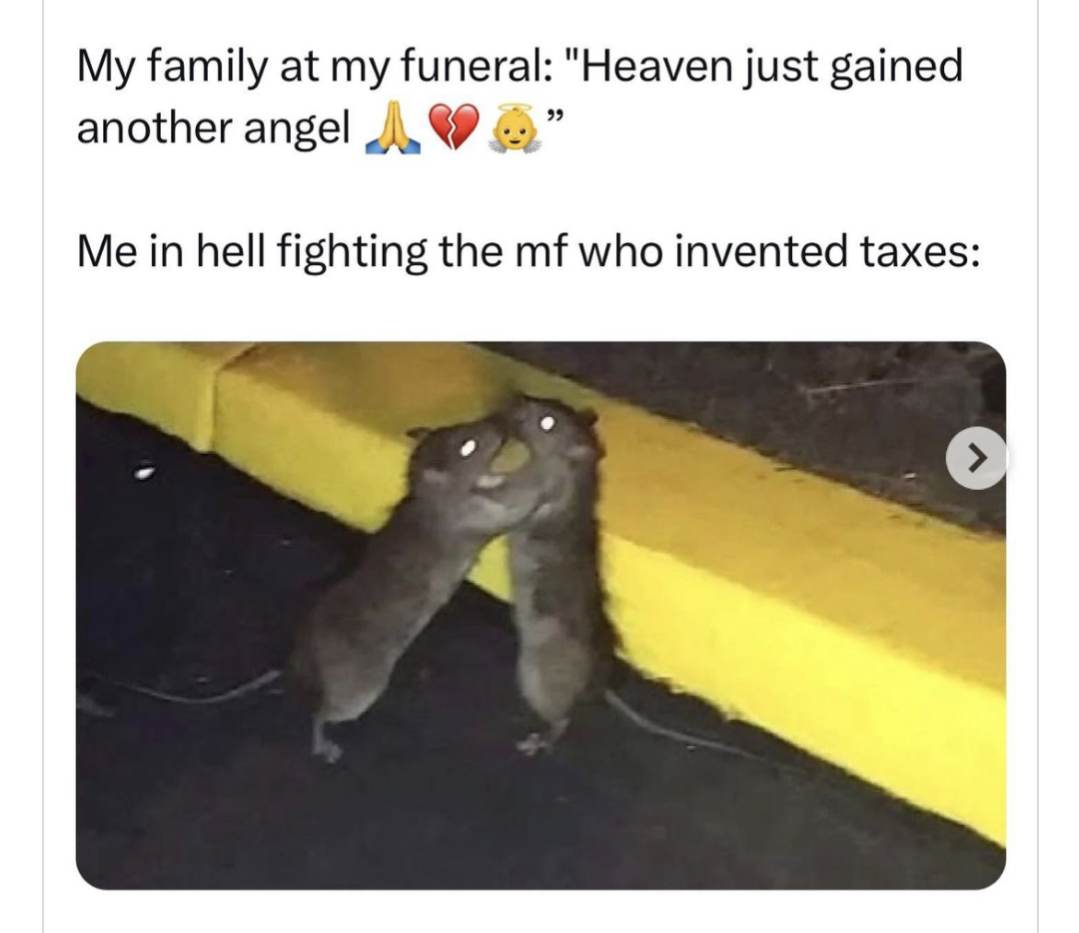 My family at my funeral: "Heaven just gained
another angel 🙏💔👼”
Me in hell fighting the mf who invented taxes: